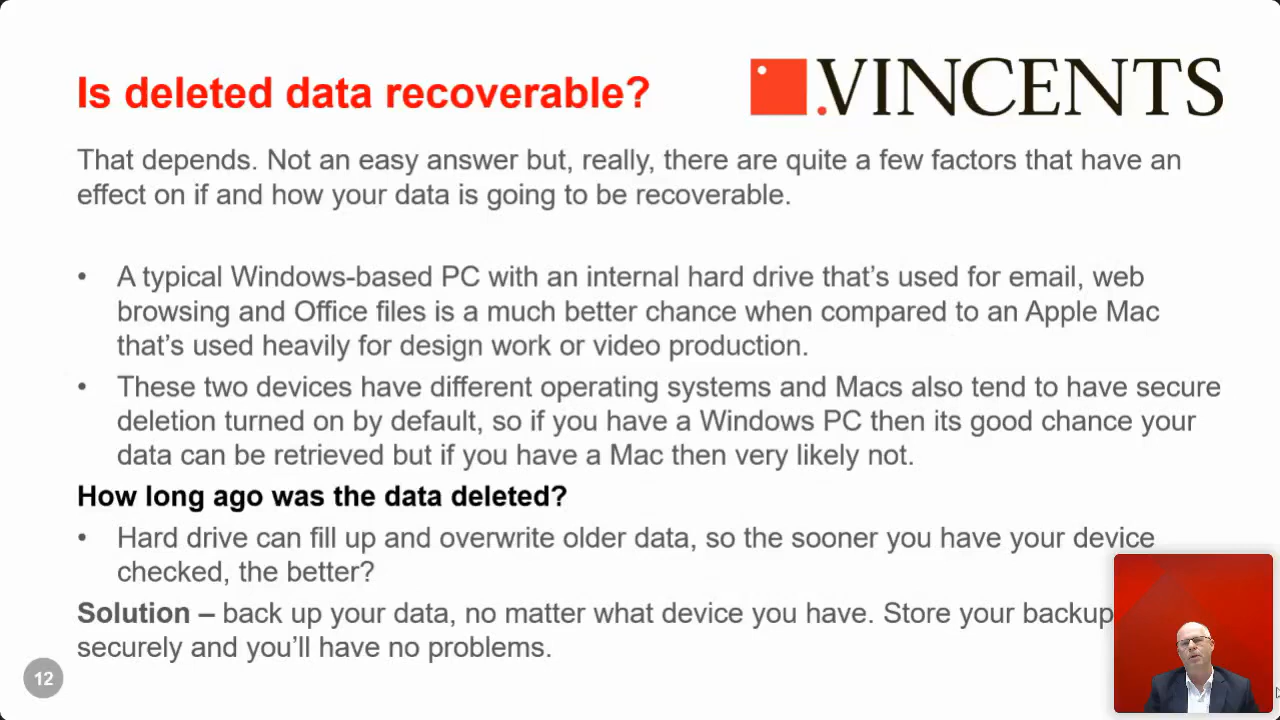 Is deleted data recoverable?
.VINCENTS
That depends. Not an easy answer but, really, there are quite a few factors that have an
effect on if and how your data is going to be recoverable.
• A typical Windows-based PC with an internal hard drive that's used for email, web
browsing and Office files is a much better chance when compared to an Apple Mac
that's used heavily for design work or video production.
• These two devices have different operating systems and Macs also tend to have secure
deletion turned on by default, so if you have a Windows PC then its good chance your
data can be retrieved but if you have a Mac then very likely not.
How long ago was the data deleted?
• Hard drive can fill up and overwrite older data, so the sooner you have your device
checked, the better?
Solution – back up your data, no matter what device you have. Store your backup
securely and you'll have no problems.
12